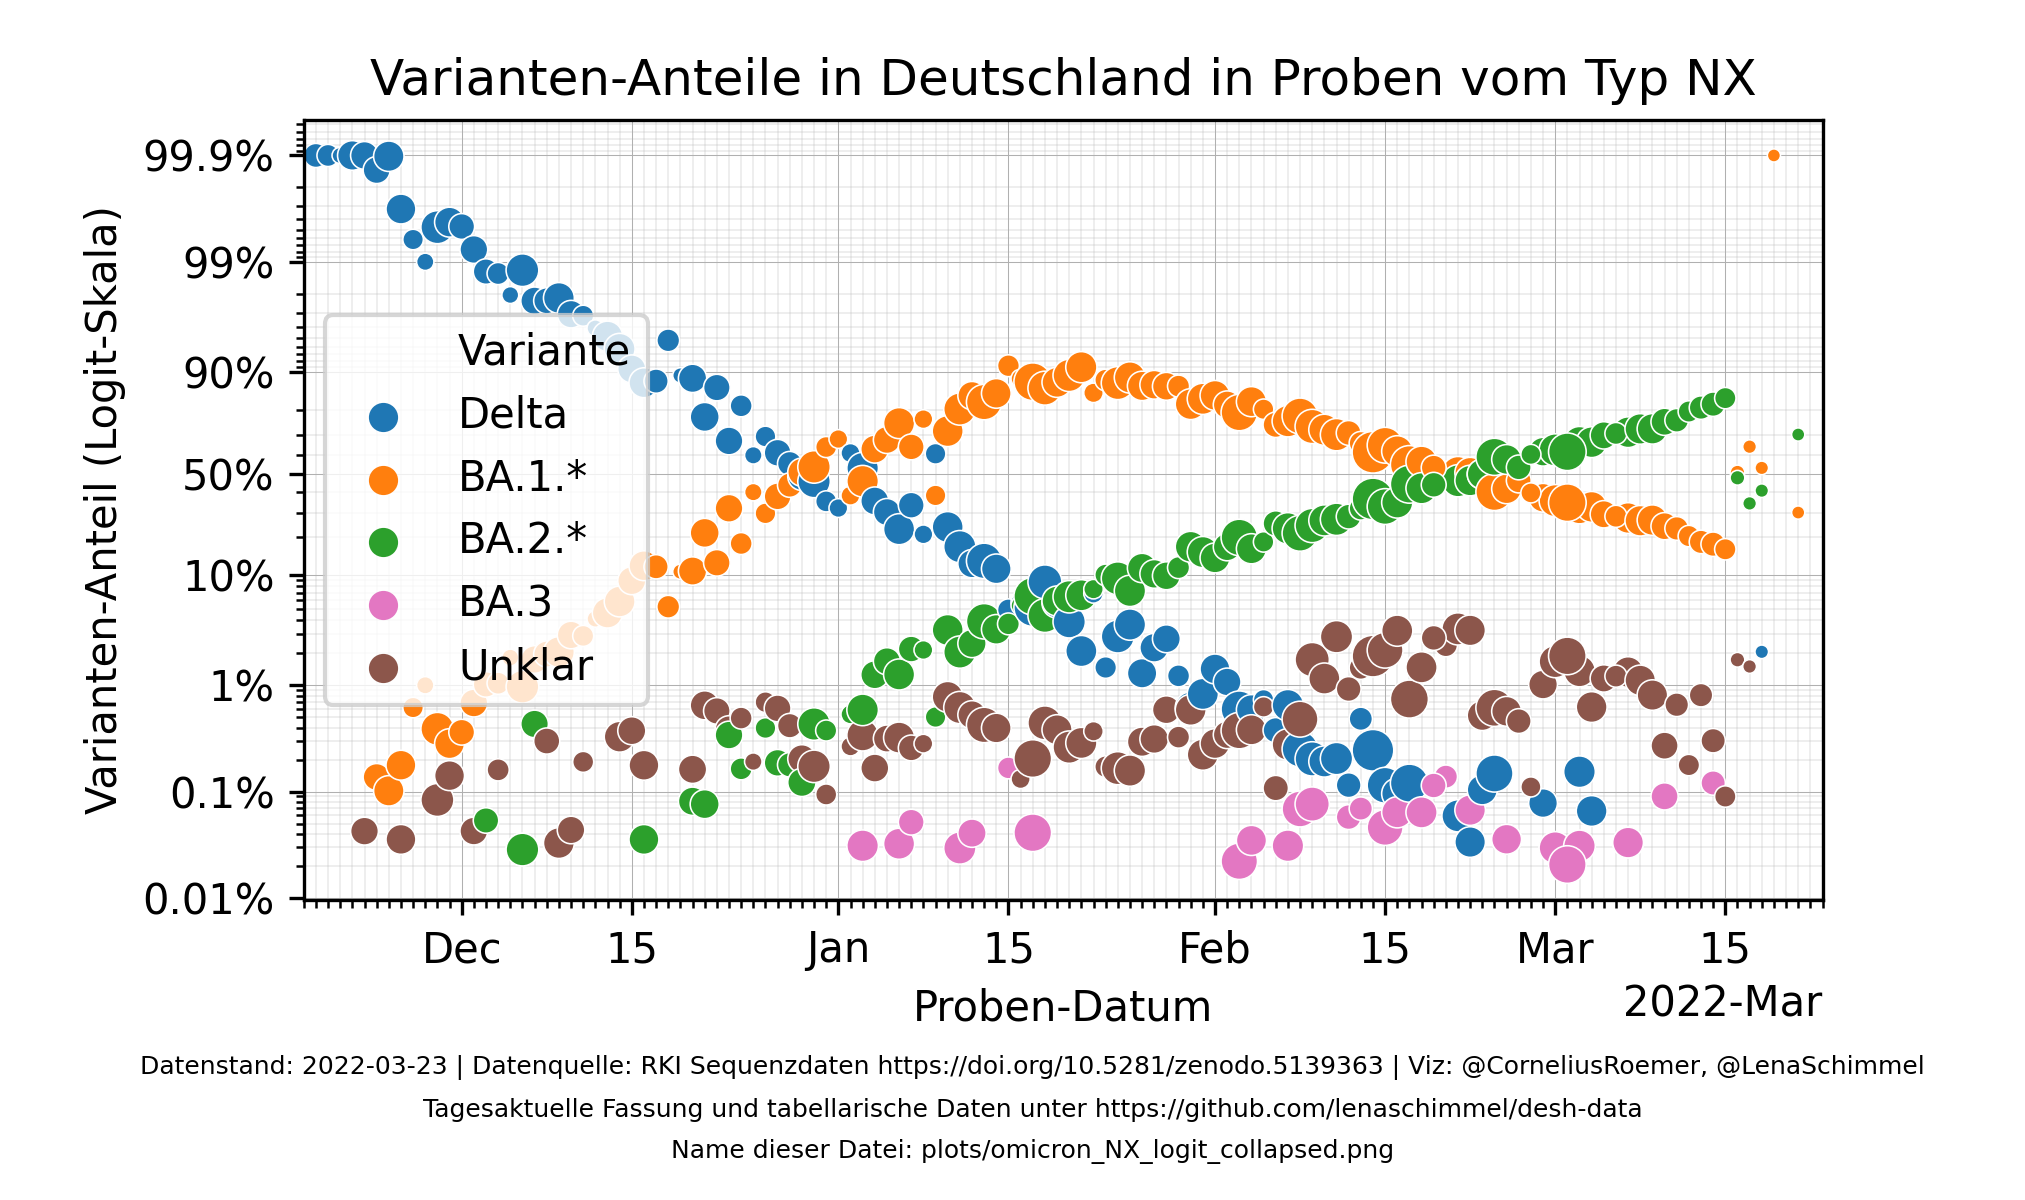 Varianten-Anteile in Deutschland in Proben vom Typ NX
Varianten-Anteil (Logit-Skala)
99.9%
99%
90%
50%
10%
1%
0.1%
0.01%
Variante
Delta
BA.1.*
BA.2.*
BA.3
Unklar
Dec 15 Jan 15 Feb 15 Mar 15
Proben-Datum
2022-Mar
Datenstand: 2022-03-23 | Datenquelle: RKI Sequenzdaten https://doi.org/10.5281/zenodo.5139363 | Viz: @CorneliusRoemer, @LenaSchimmel
Tagesaktuelle Fassung und tabellarische Daten unter https://github.com/lenaschimmel/desh-data
Name dieser Datei: plots/omicron_NX_logit_collapsed.png